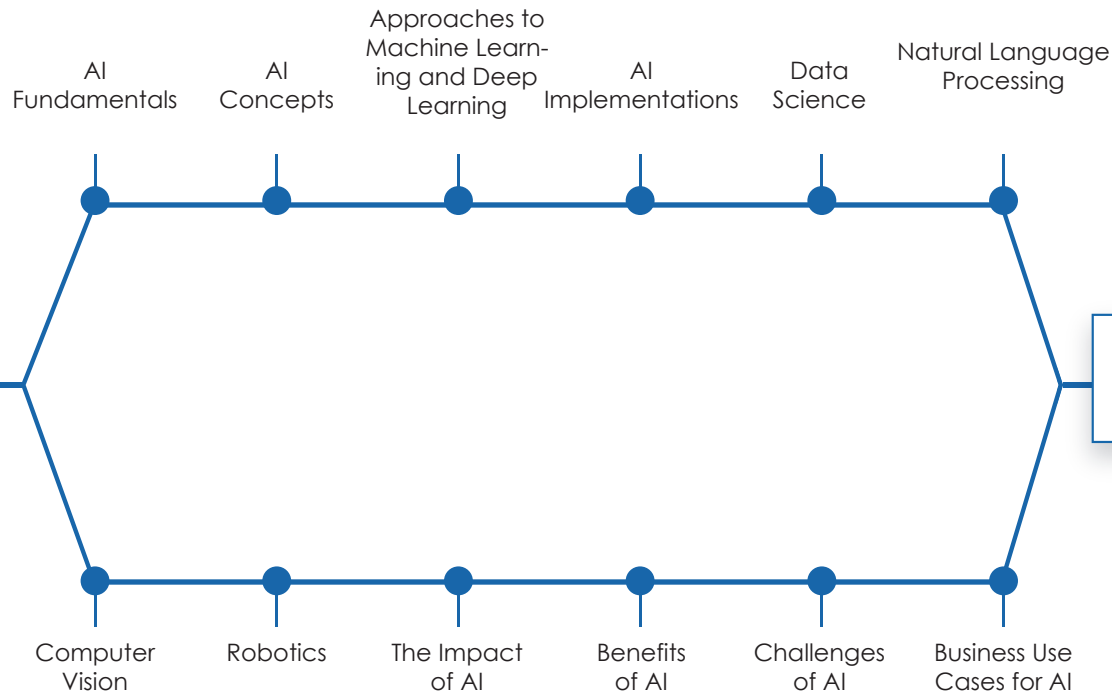 AI
Fundamentals
AI
Concepts
Approaches to
Machine Learn-
ing and Deep
Learning
AI
Implementations
Data
Science
Natural Language
Processing
Computer
Vision
Robotics
The Impact
of AI
Benefits
of AI
Challenges
of AI
Business Use
Cases for AI